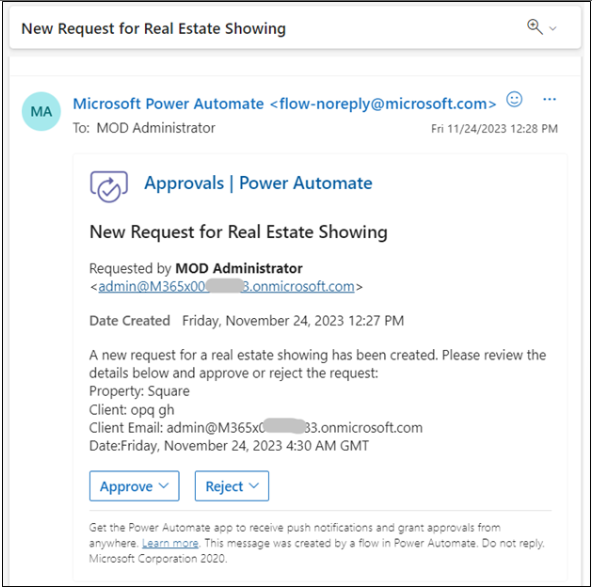 New Request for Real Estate Showing
MA
Microsoft Power Automate <flow-noreply@microsoft.com>
To: MOD Administrator
Fri 11/24/2023 12:28 PM
Approvals | Power Automate
New Request for Real Estate Showing
Requested by MOD Administrator
<admin@M365x00 3.onmicrosoft.com>
Date Created Friday, November 24, 2023 12:27 PM
A new request for a real estate showing has been created. Please review the
details below and approve or reject the request:
Property: Square
Client: opq gh
Client Email: admin@M365x0 33.onmicrosoft.com
Date:Friday, November 24, 2023 4:30 AM GMT
Approve Reject
Get the Power Automate app to receive push notifications and grant approvals from
anywhere. Learn more. This message was created by a flow in Power Automate. Do not reply.
Microsoft Corporation 2020.